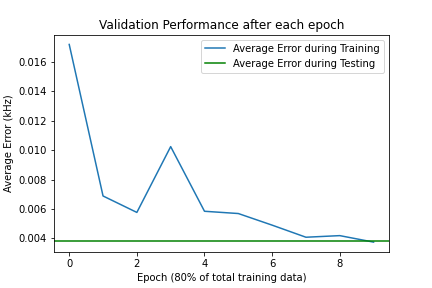 Validation Performance after each epoch
Average Error during Training
Average Error during Testing
Average Error (kHz)
0.016
0.014
0.012
0.010
0.008
0.006
0.004
0 2 4 6 8
Epoch (80% of total training data)